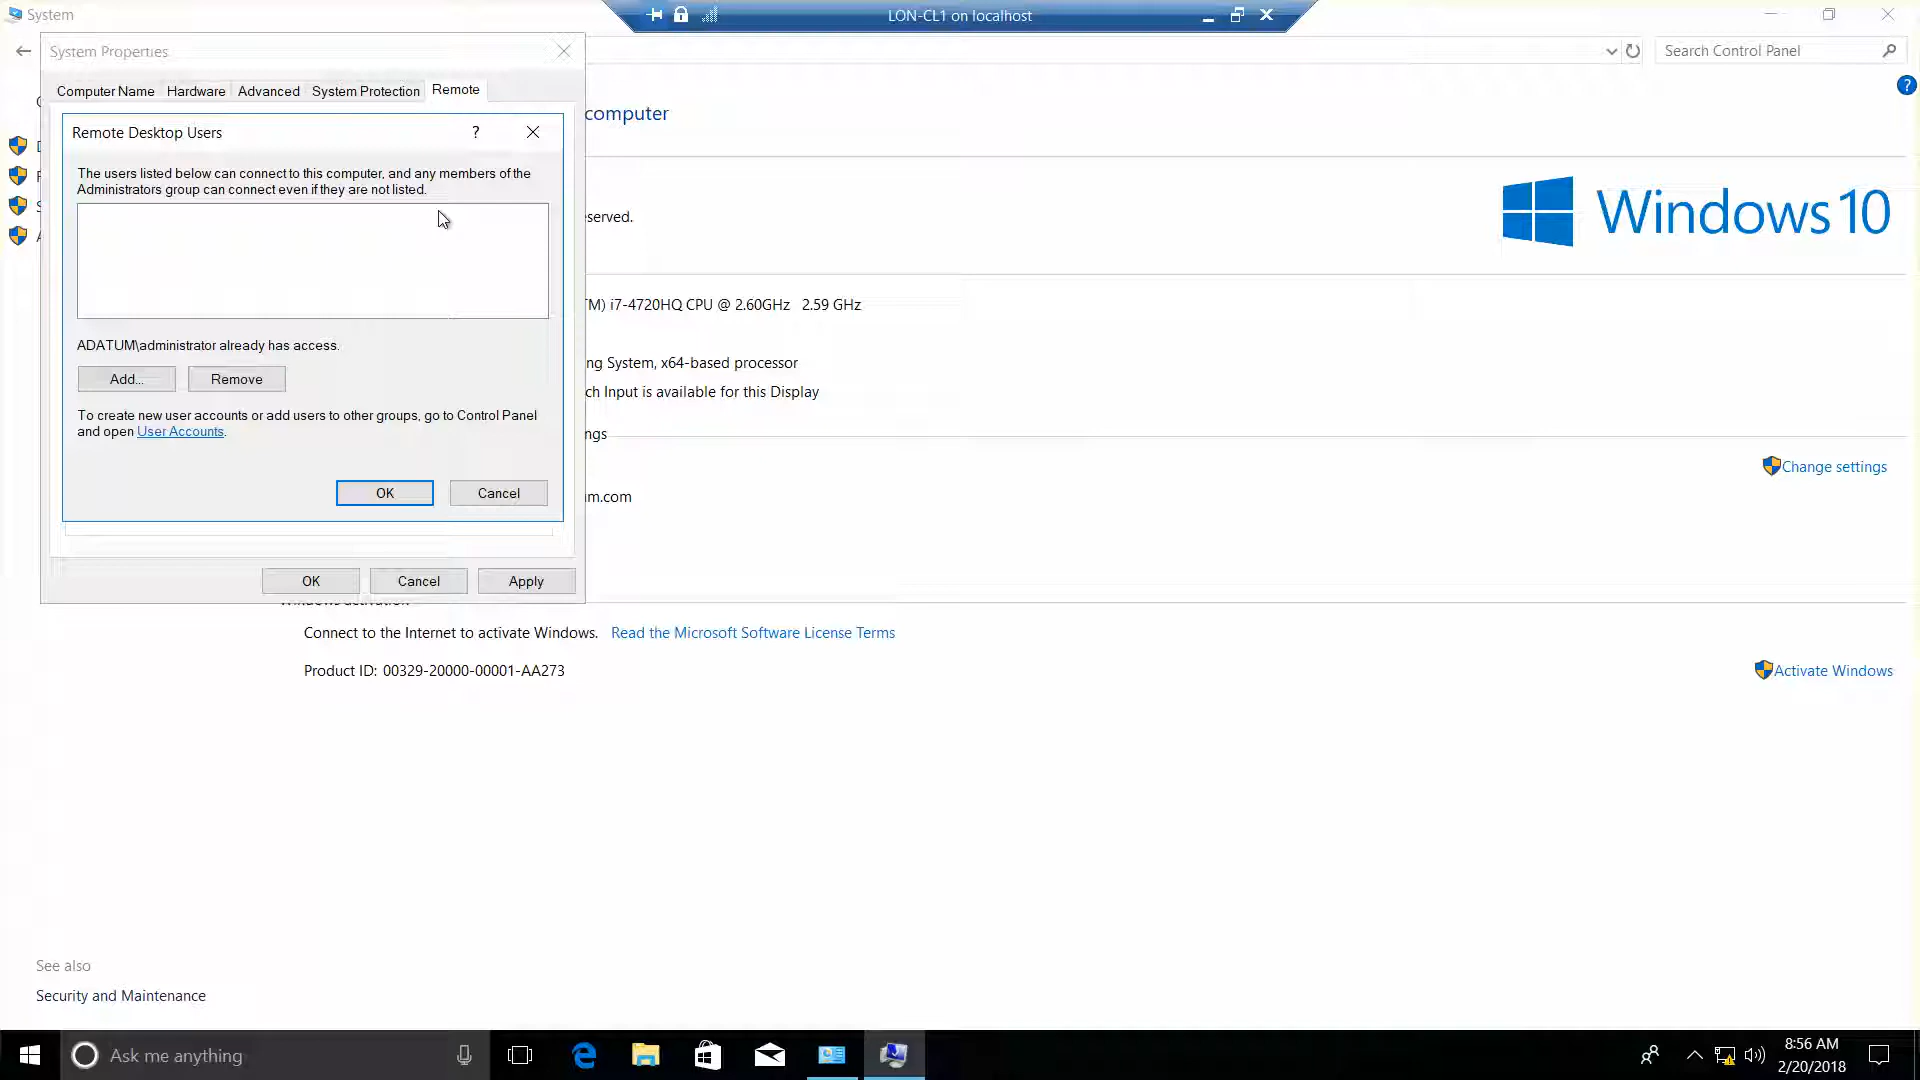 System
LON-CL1 on localhost
System Properties
Search Control Panel
Computer Name
Hardware
Advanced
System Protection
Remote
?
computer
Remote Desktop Users
?
The users listed below can connect to this computer, and any members of the
Administrators group can connect even if they are not listed.
served.
Windows 10
TM) i7-4720HQ CPU @ 2.60GHz 2.59 GHz
ADATUM\administrator already has access.
ng System, x64-based processor
Add...
Remove
ch Input is available for this Display
To create new user accounts or add users to other groups, go to Control Panel
and open User Accounts.
ngs
Change settings
OK
Cancel
m.com
OK
Cancel
Apply
Windows activation
Connect to the Internet to activate Windows. Read the Microsoft Software License Terms
Product ID: 00329-20000-00001-AA273
Activate Windows
See also
Security and Maintenance
Ask me anything
8:56 AM
2/20/2018